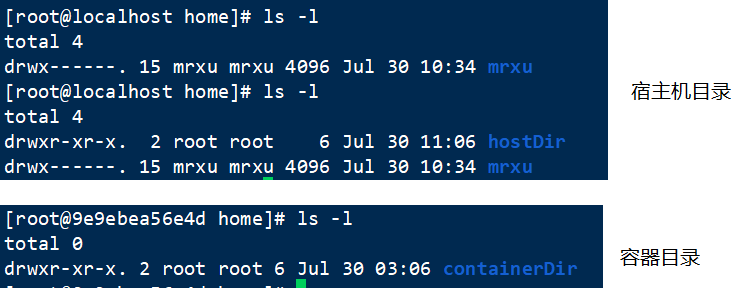 [root@localhost home]# ls -l
total 4
drwx------. 15 mrxu mrxu 4096 Jul 30 10:34 mrxu
[root@localhost home]# ls -l
total 4
drwxr-xr-x.  2 root root    6 Jul 30 11:06 hostDir
drwx------. 15 mrxu mrxu 4096 Jul 30 10:34 mrxu
宿主机目录
[root@9e9ebea56e4d home]# ls -l
total 0
drwxr-xr-x. 2 root root 6 Jul 30 03:06 containerDir
容器目录